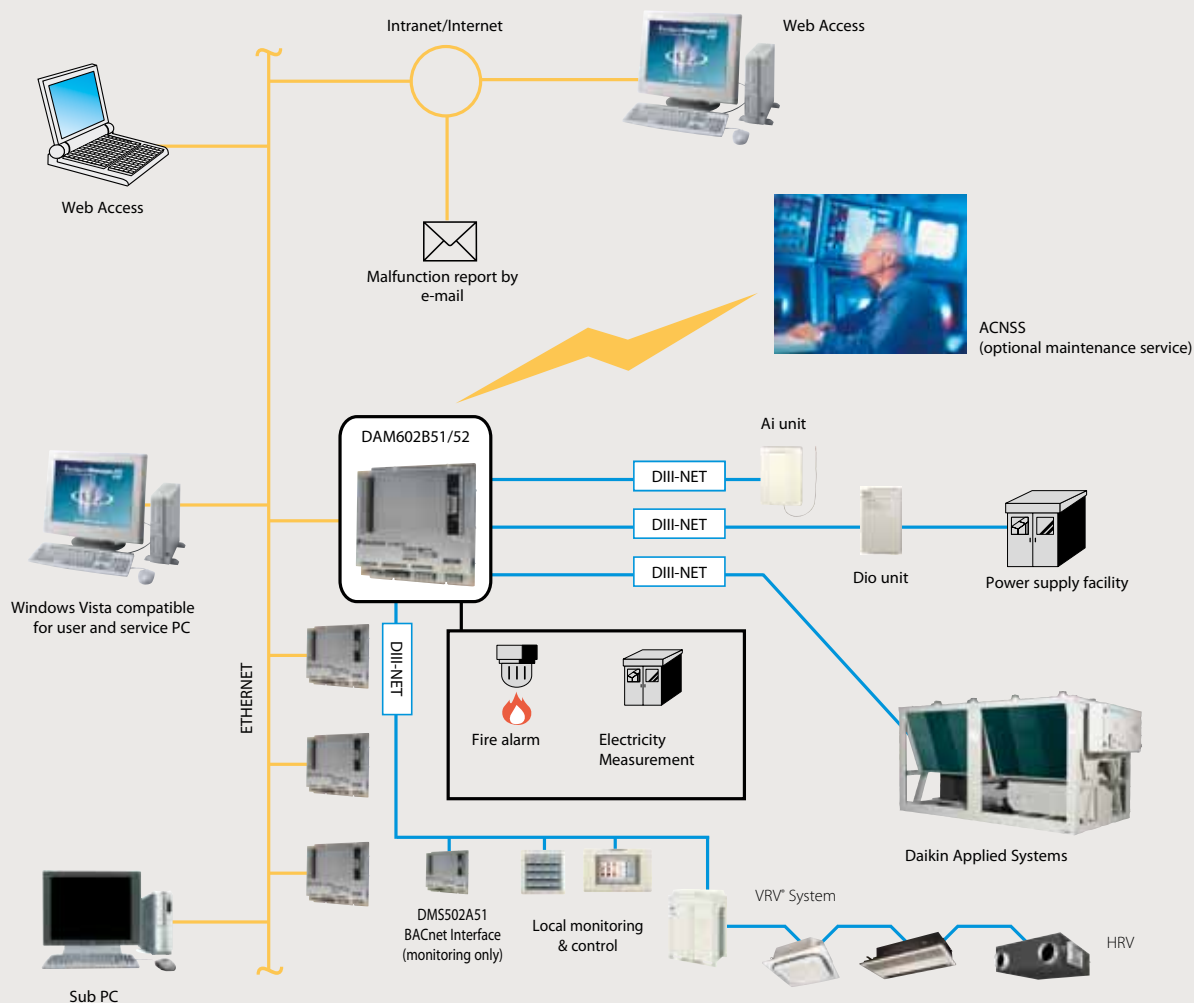 Intranet/Internet
Web Access
Web Access
Malfunction report by
e-mail
ACNSS
(optional maintenance service)
DAM602B51/52
Ai unit
DIII-NET
DIII-NET
DIII-NET
Dio unit
Power supply facility
Windows Vista compatible
for user and service PC
ETHERNET
DIII-NET
Fire alarm
Electricity
Measurement
Daikin Applied Systems
DMS502A51
BACnet Interface
(monitoring only)
Local monitoring
& control
VRV® System
HRV
Sub PC